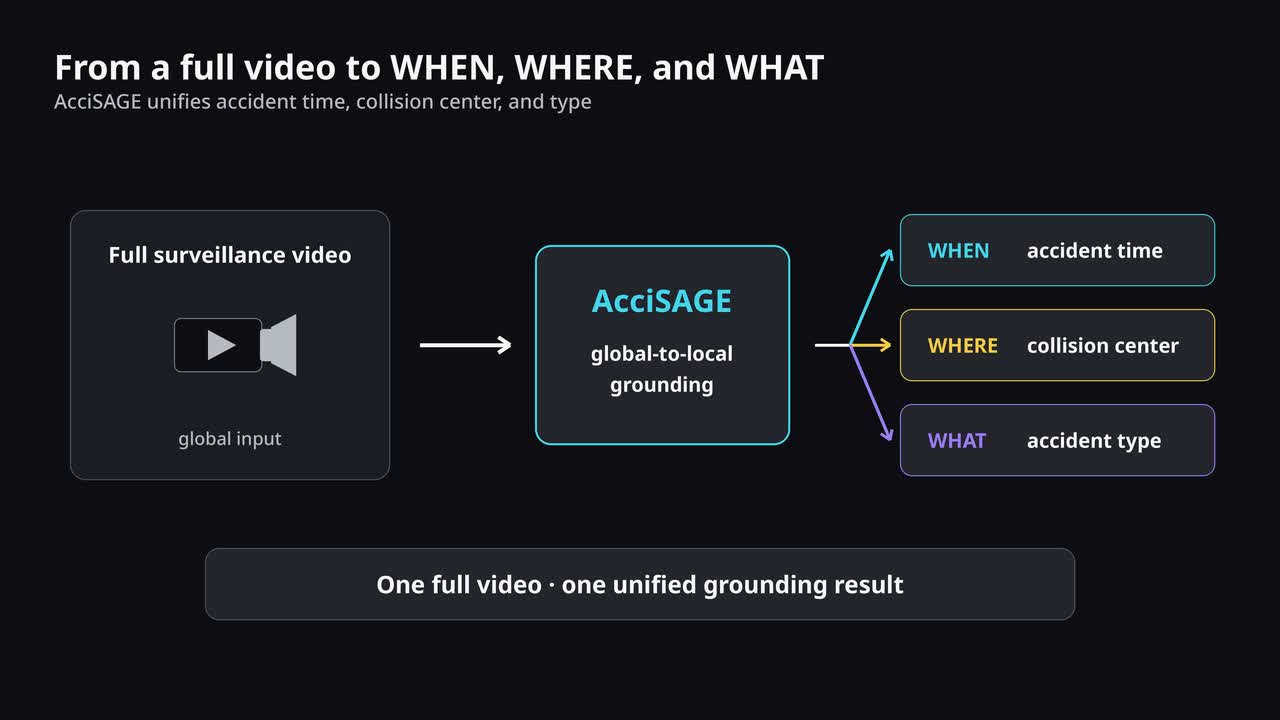 From a full video to WHEN, WHERE, and WHAT
AcciSAGE unifies accident time, collision center, and type
Full surveillance video
global input
AcciSAGE
global-to-local
grounding
WHEN accident time
WHERE collision center
WHAT accident type
One full video · one unified grounding result